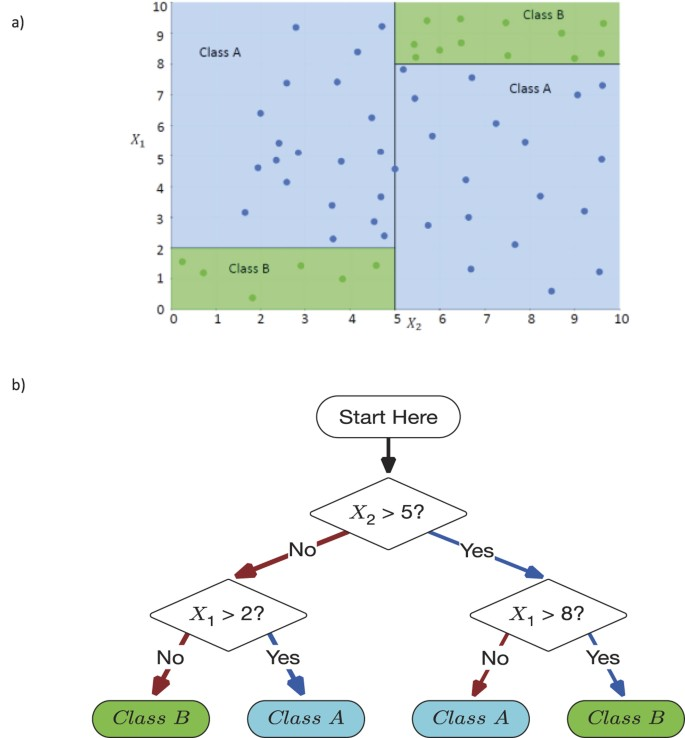 a)
10
9
8
7
6
5
4
3
2
1
0
X₁
Class A
Class B
Class B
Class A
0 1 2 3 4 5 6 7 8 9 10
X₂
b)
Start Here
X₂ > 5?
No Yes
X₁ > 2? X₁ > 8?
No Yes No Yes
Class B Class A Class A Class B